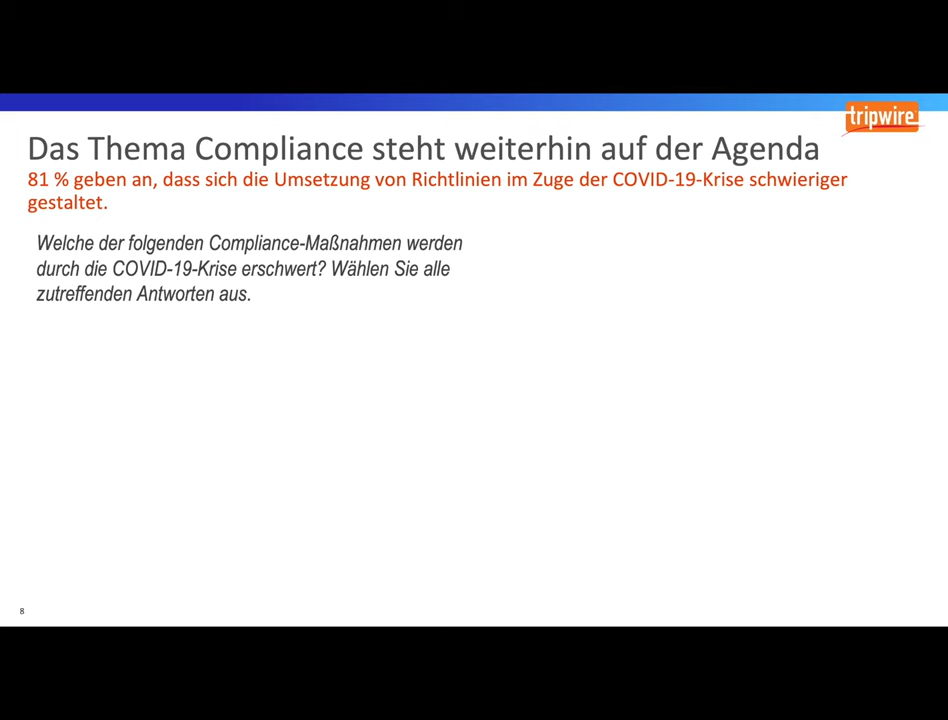 tripwire
Das Thema Compliance steht weiterhin auf der Agenda
81 % geben an, dass sich die Umsetzung von Richtlinien im Zuge der COVID-19-Krise schwieriger
gestaltet.
Welche der folgenden Compliance-Maßnahmen werden
durch die COVID-19-Krise erschwert? Wählen Sie alle
zutreffenden Antworten aus.
8